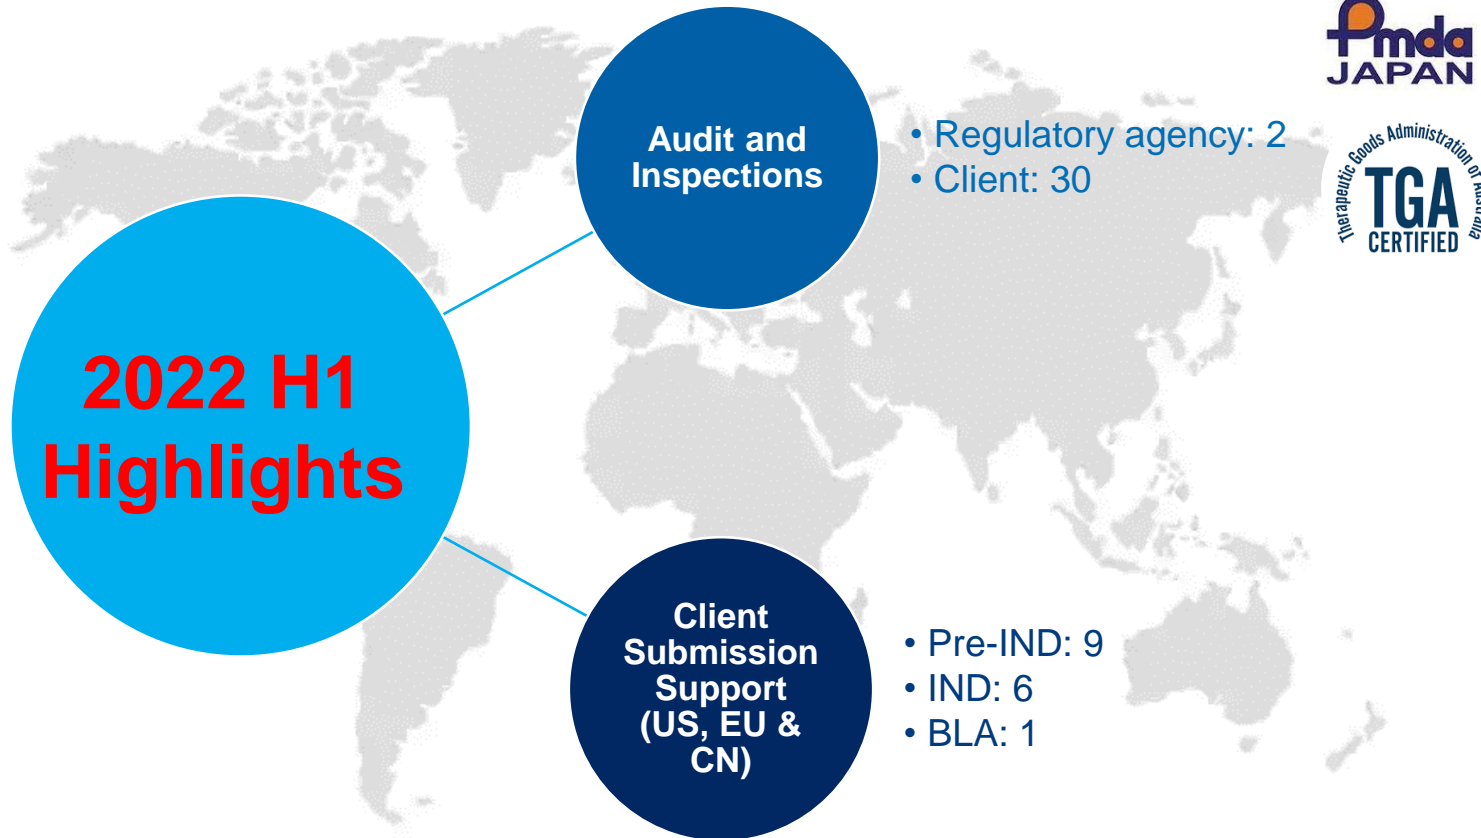 2022 H1
Highlights
Audit and
Inspections
• Regulatory agency: 2
• Client: 30
Pmda
JAPAN
Therapeutic Goods Administration of Australia
TGA
CERTIFIED
Client
Submission
Support
(US, EU &
CN)
• Pre-IND: 9
• IND: 6
• BLA: 1